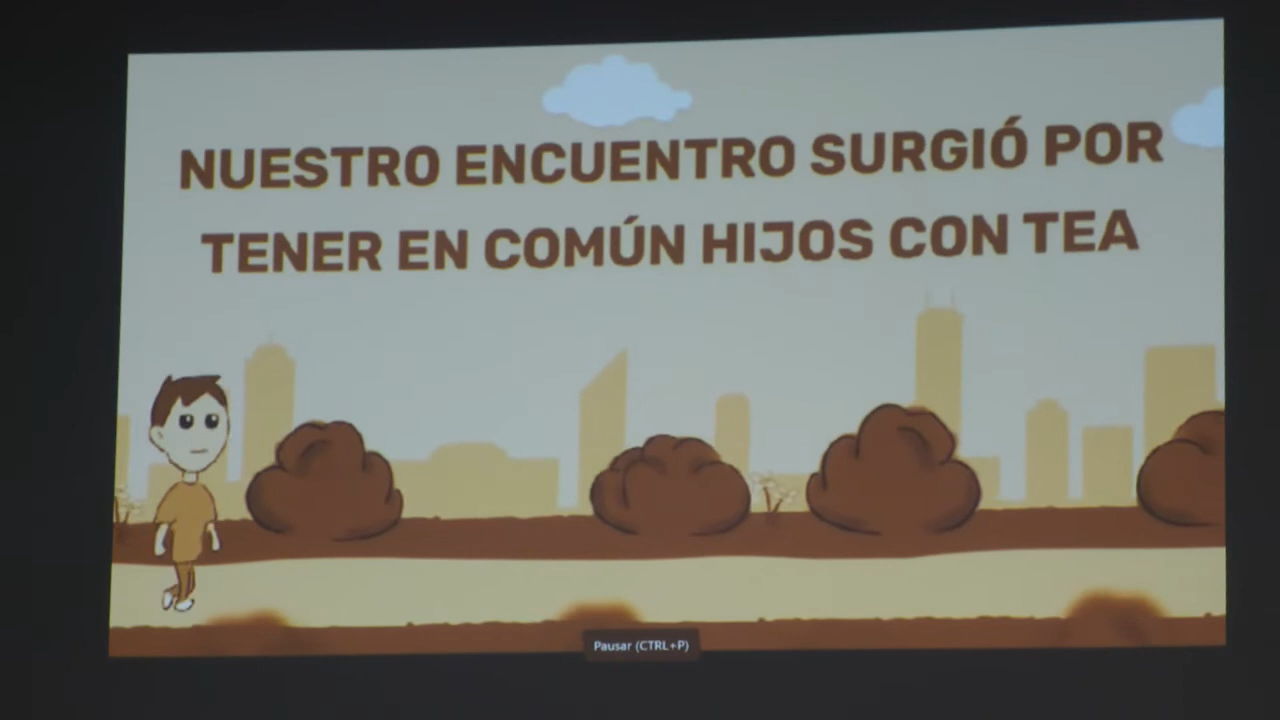 NUESTRO ENCUENTRO SURGIÓ POR
TENER EN COMÚN HIJOS CON TEA
Pausar (CTRL+P)